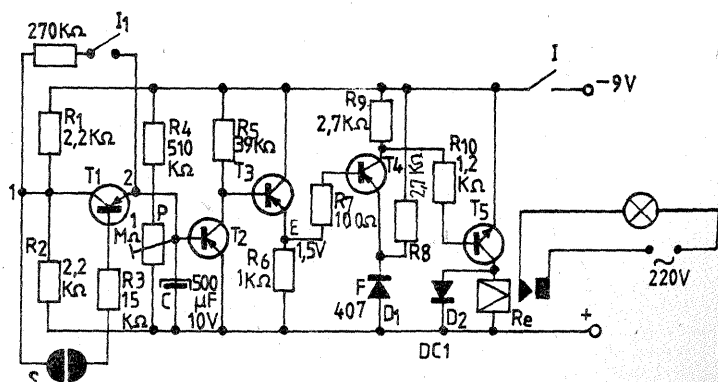 270KΩ
I1
I
-9V
R1
2,2KΩ
R4
510
KΩ
R5
39KΩ
R9
2,7KΩ
R10
1,2
KΩ
T1
1
2
T3
T4
2,7KΩ
T5
P
1
MΩ
T2
E
1,5V
R7
100Ω
R8
R2
2,2
KΩ
R3
15
KΩ
C
500
µF
10V
R6
1KΩ
F
407
D1
D2
Re
~
220V
+
DC1
S